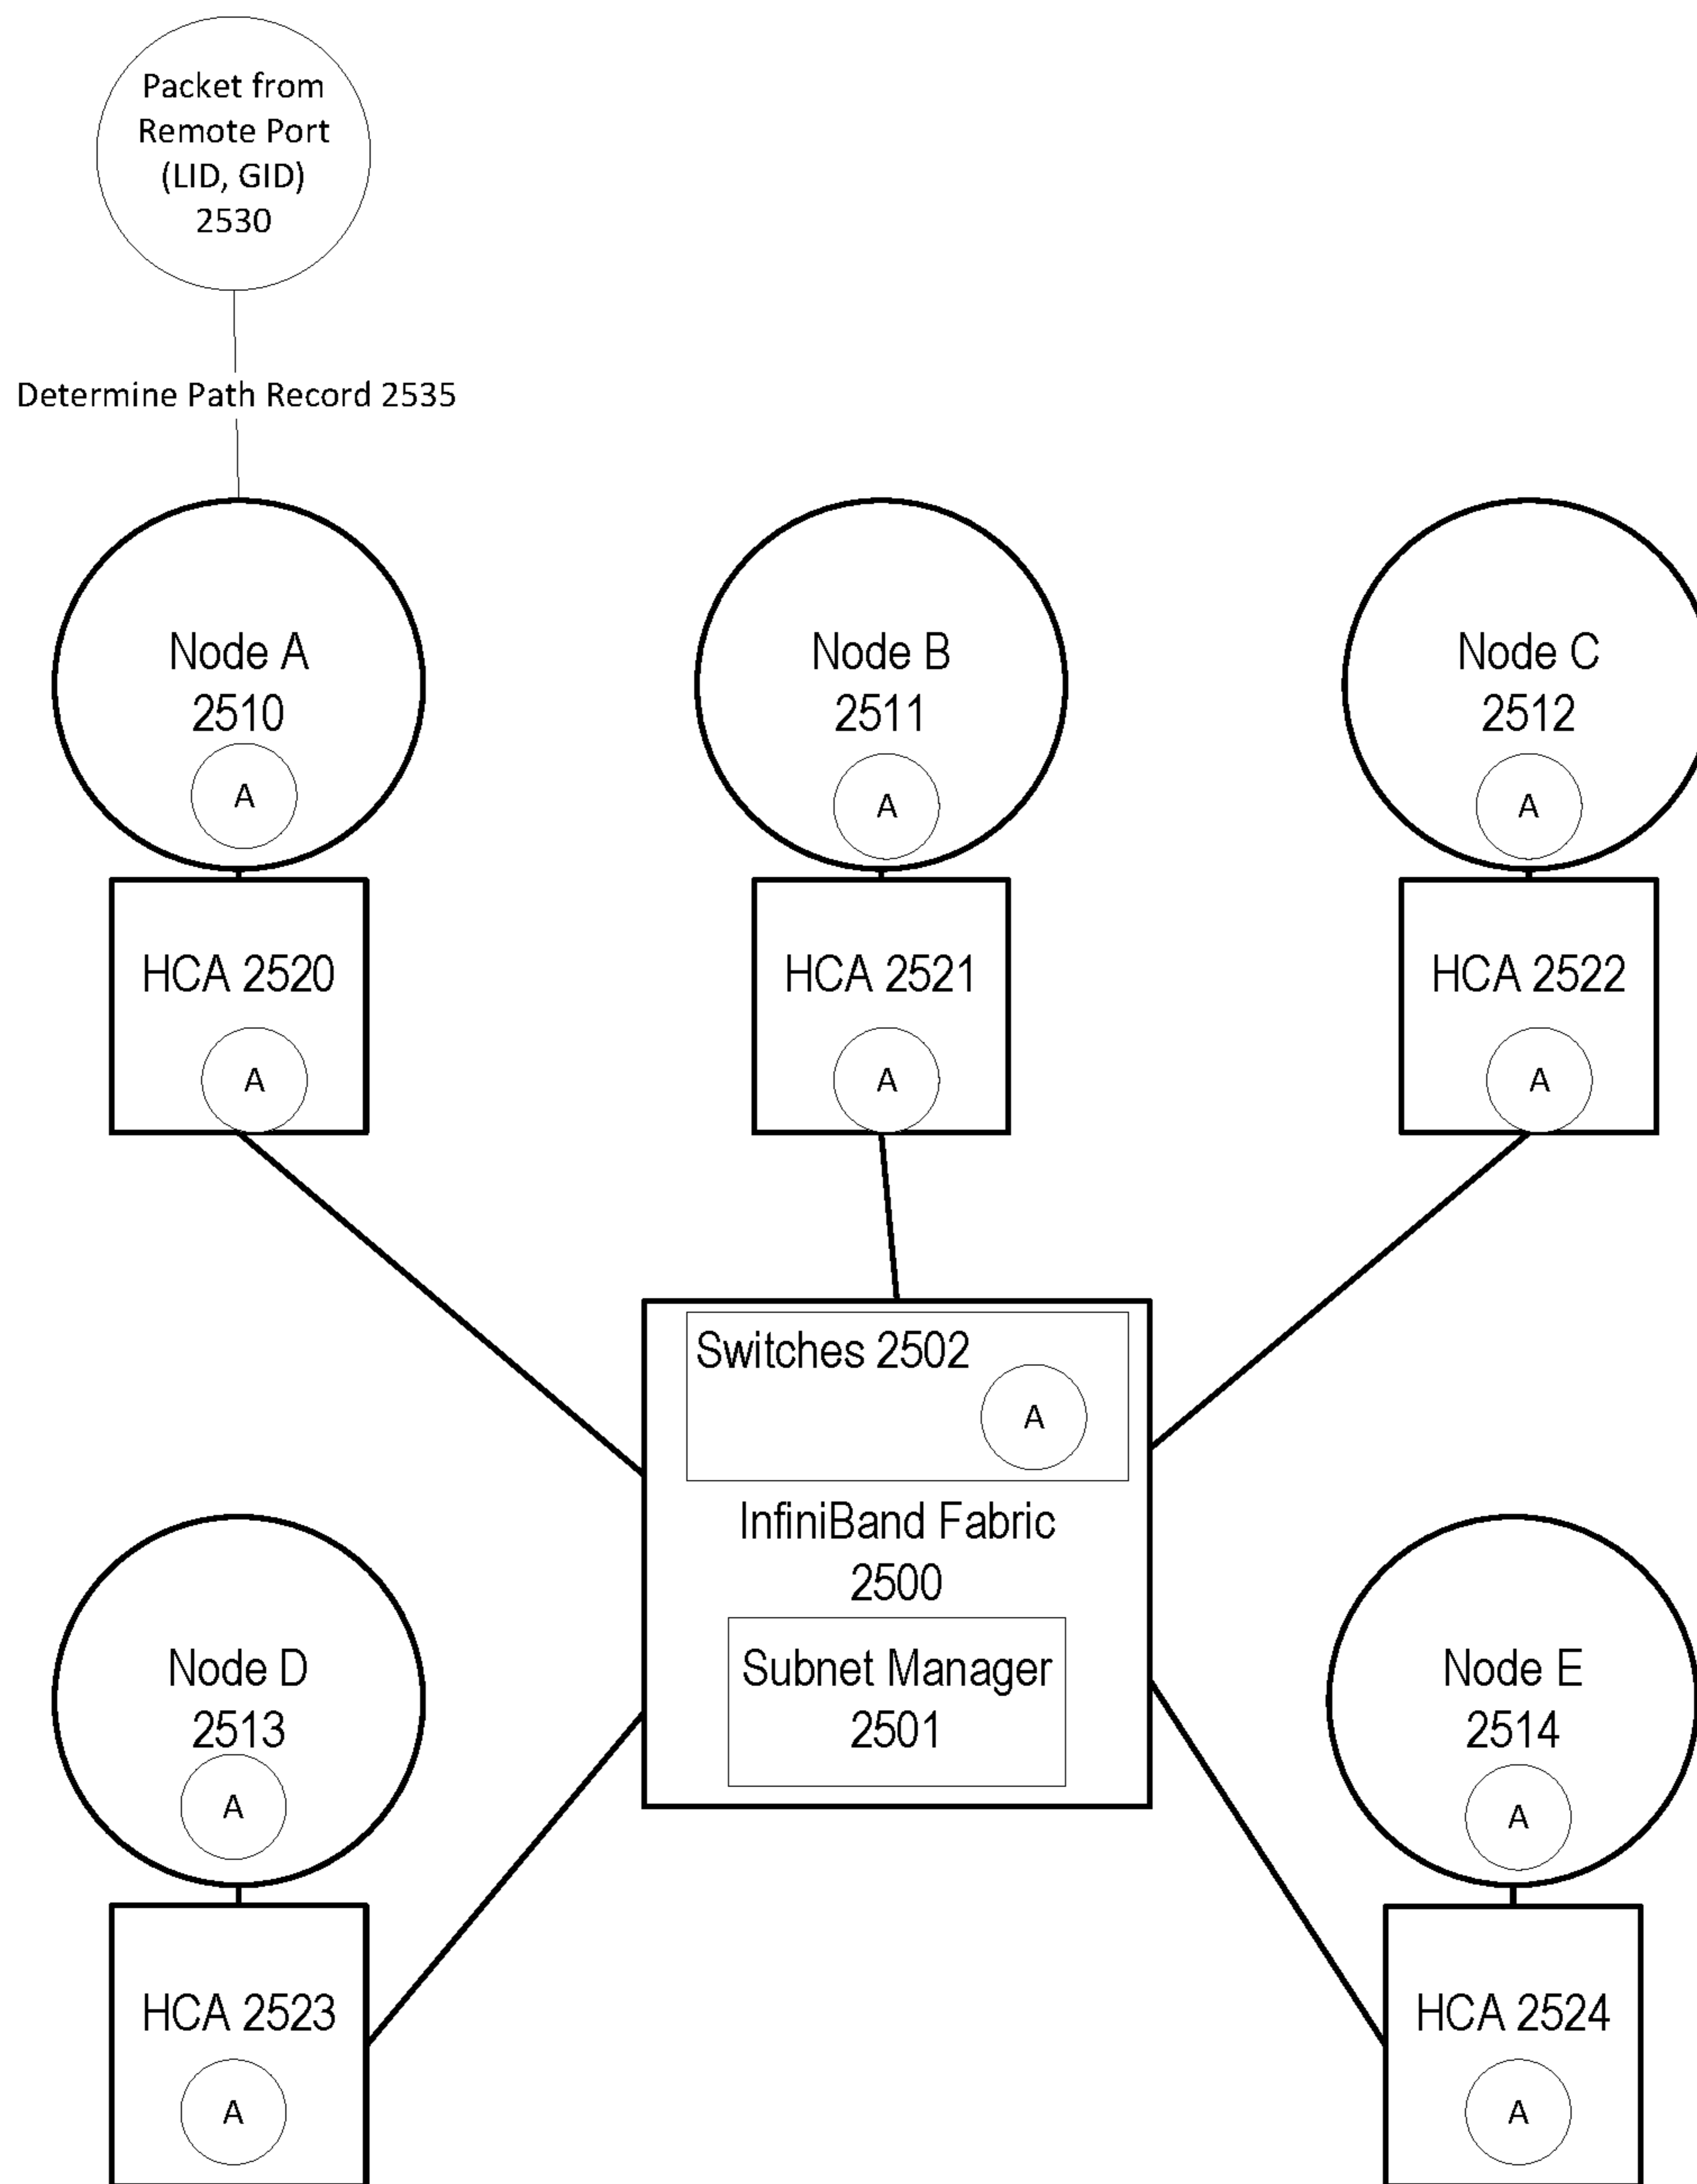 Packet from
Remote Port
(LID, GID)
2530
Determine Path Record 2535
Node A
2510
A
Node B
2511
A
Node C
2512
A
HCA 2520
A
HCA 2521
A
HCA 2522
A
Switches 2502
A
InfiniBand Fabric
2500
Subnet Manager
2501
Node D
2513
A
Node E
2514
A
HCA 2523
A
HCA 2524
A